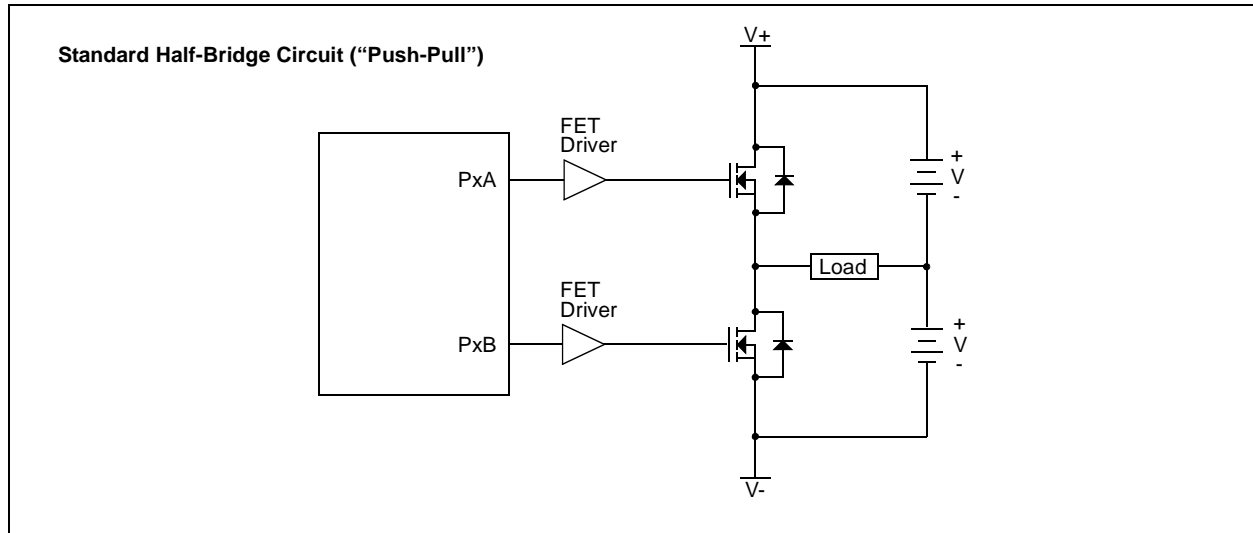 Standard Half-Bridge Circuit (“Push-Pull”)
V+
FET
Driver
PxA
+
V
-
Load
FET
Driver
PxB
+
V
-
V-